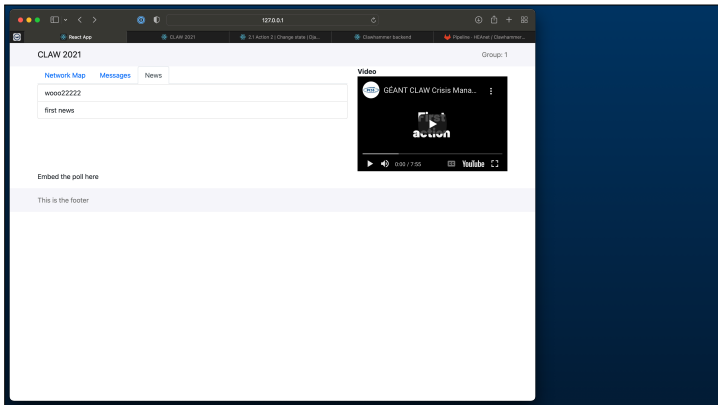 127.0.0.1
React App
CLAW 2021
2.1 Action 2 | Change state | Dja...
Clawhammer backend
Pipeline · HEAnet / Clawhammer...
CLAW 2021
Group: 1
Network Map
Messages
News
wooo22222
first news
Video
GÉANT CLAW Crisis Mana...
First
action
0:00 / 7:55
YouTube
Embed the poll here
This is the footer